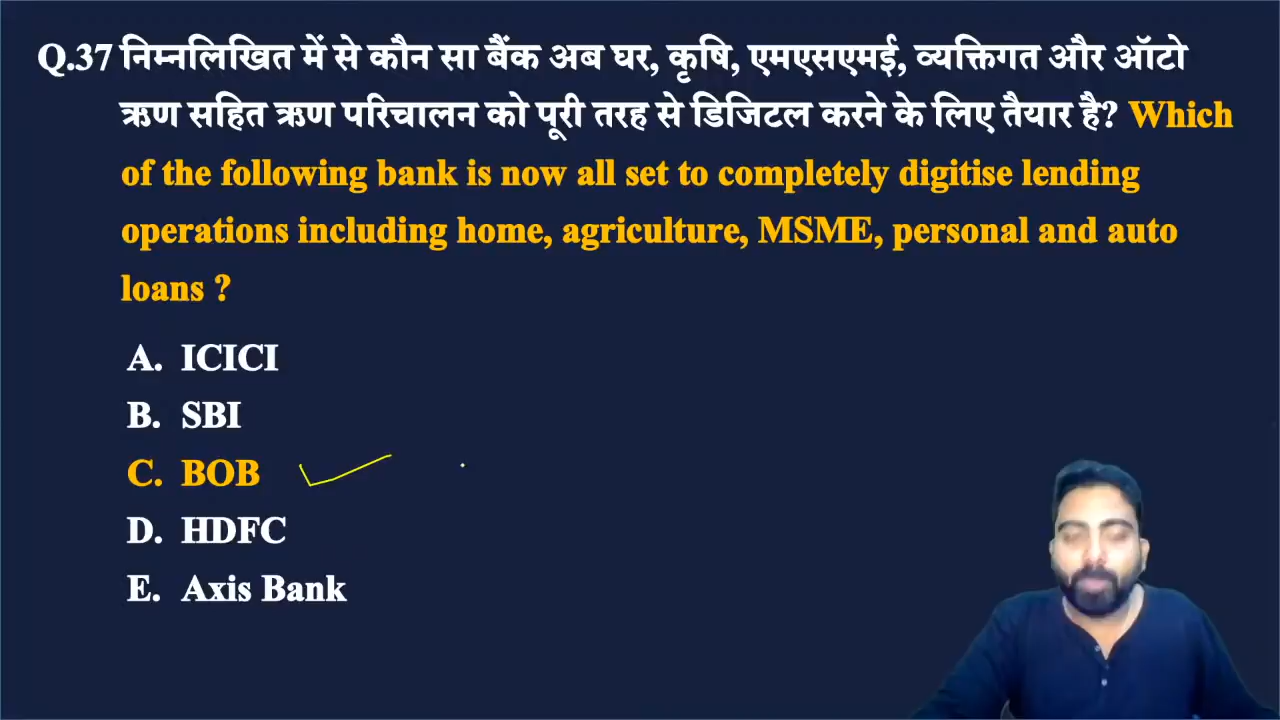 Q.37 निम्नलिखित में से कौन सा बैंक अब घर, कृषि, एमएसएमई, व्यक्तिगत और ऑटो
ऋण सहित ऋण परिचालन को पूरी तरह से डिजिटल करने के लिए तैयार है? Which
of the following bank is now all set to completely digitise lending
operations including home, agriculture, MSME, personal and auto
loans ?
A. ICICI
B. SBI
C. BOB
D. HDFC
E. Axis Bank